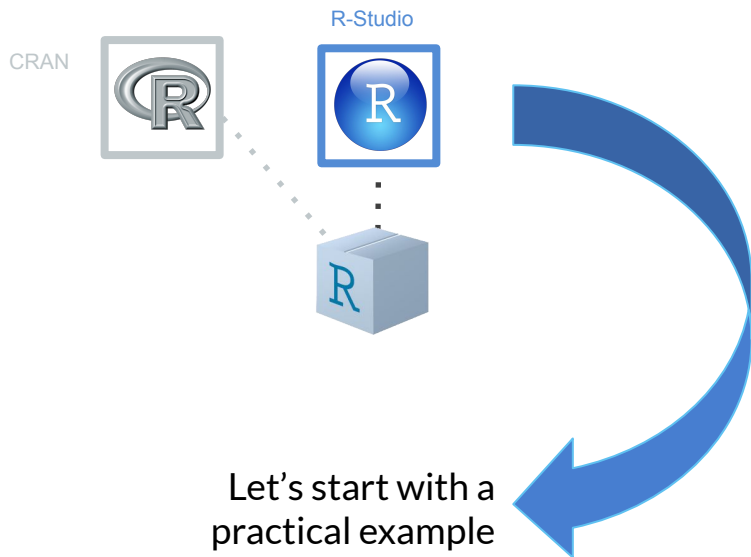 R-Studio
CRAN
R
R
R
Let's start with a
practical example